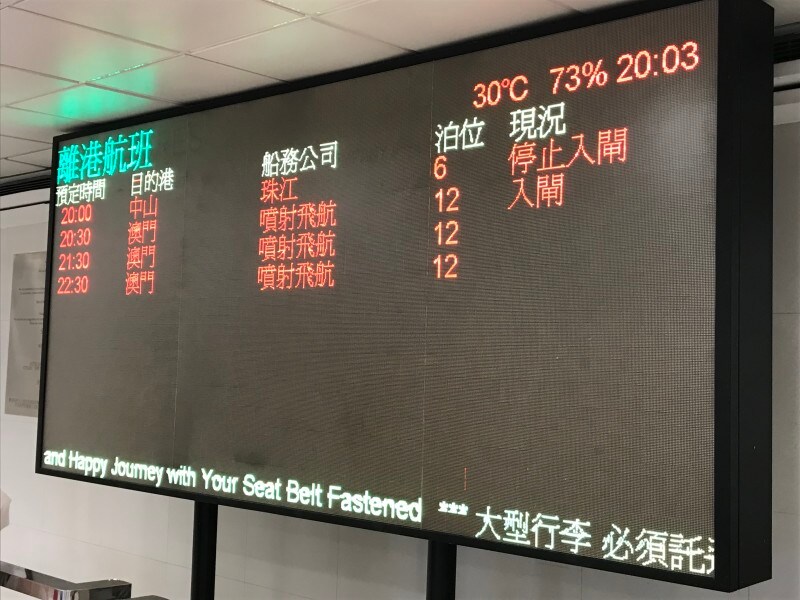 30°C 73% 20:03
離港航班
預定時間 目的港 船務公司 泊位 現況
20:00 中山 珠江 6 停止入閘
20:30 澳門 噴射飛航 12 入閘
21:30 澳門 噴射飛航 12
22:30 澳門 噴射飛航 12
and Happy Journey with Your Seat Belt Fastened *** 大型行李 必須託